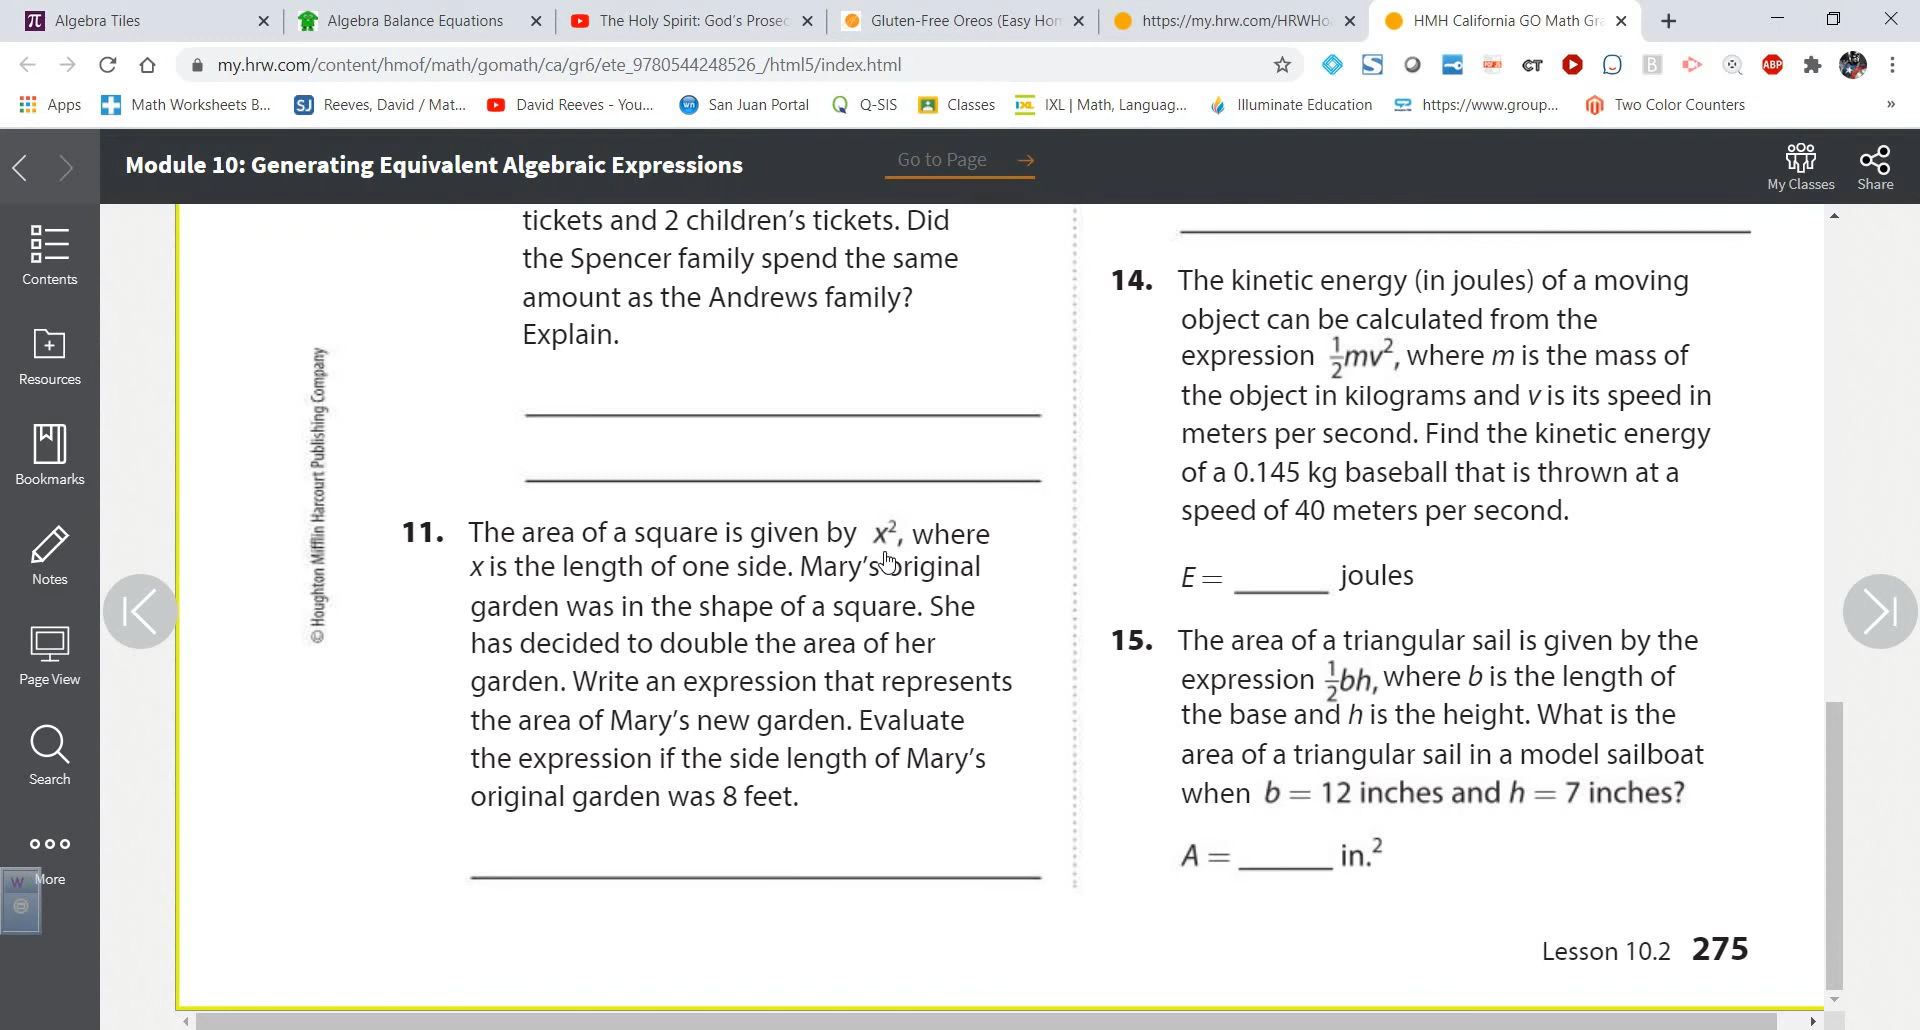 Algebra Tiles
Algebra Balance Equations
The Holy Spirit: God's Prosec
Gluten-Free Oreos (Easy Hom
https://my.hrw.com/HRWHo
HMH California GO Math Gra
my.hrw.com/content/hmof/math/gomath/ca/gr6/ete_9780544248526_/html5/index.html
Apps
Math Worksheets B...
Reeves, David / Mat...
David Reeves - You...
San Juan Portal
Q-SIS
Classes
IXL | Math, Languag...
Illuminate Education
https://www.group...
Two Color Counters
»
Module 10: Generating Equivalent Algebraic Expressions
Go to Page →
My Classes
Share
Contents
Resources
Bookmarks
Notes
Page View
Search
More
© Houghton Mifflin Harcourt Publishing Company
tickets and 2 children's tickets. Did
the Spencer family spend the same
amount as the Andrews family?
Explain.
11. The area of a square is given by x², where
x is the length of one side. Mary's original
garden was in the shape of a square. She
has decided to double the area of her
garden. Write an expression that represents
the area of Mary's new garden. Evaluate
the expression if the side length of Mary's
original garden was 8 feet.
14. The kinetic energy (in joules) of a moving
object can be calculated from the
expression ½mv², where m is the mass of
the object in kilograms and v is its speed in
meters per second. Find the kinetic energy
of a 0.145 kg baseball that is thrown at a
speed of 40 meters per second.
E = ______ joules
15. The area of a triangular sail is given by the
expression ½bh, where b is the length of
the base and h is the height. What is the
area of a triangular sail in a model sailboat
when b = 12 inches and h = 7 inches?
A = ______ in.²
Lesson 10.2 275